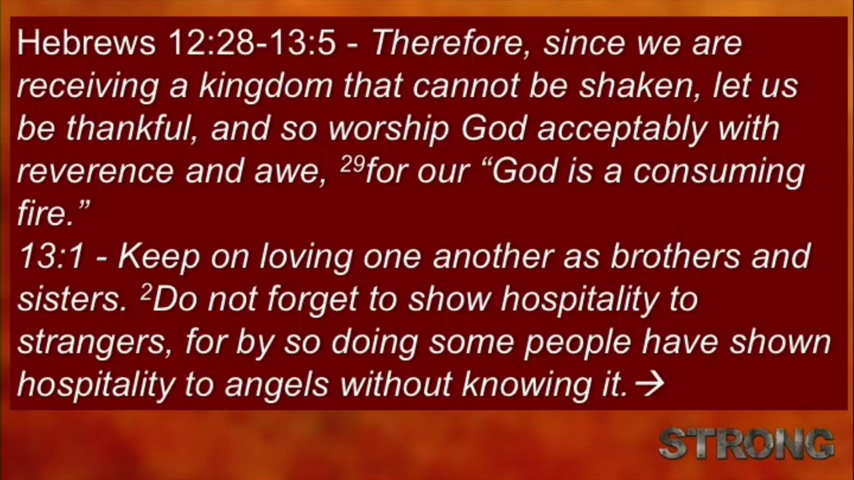 Hebrews 12:28-13:5 - Therefore, since we are
receiving a kingdom that cannot be shaken, let us
be thankful, and so worship God acceptably with
reverence and awe, ²⁹for our “God is a consuming
fire.”
13:1 - Keep on loving one another as brothers and
sisters. ²Do not forget to show hospitality to
strangers, for by so doing some people have shown
hospitality to angels without knowing it.→
STRONG